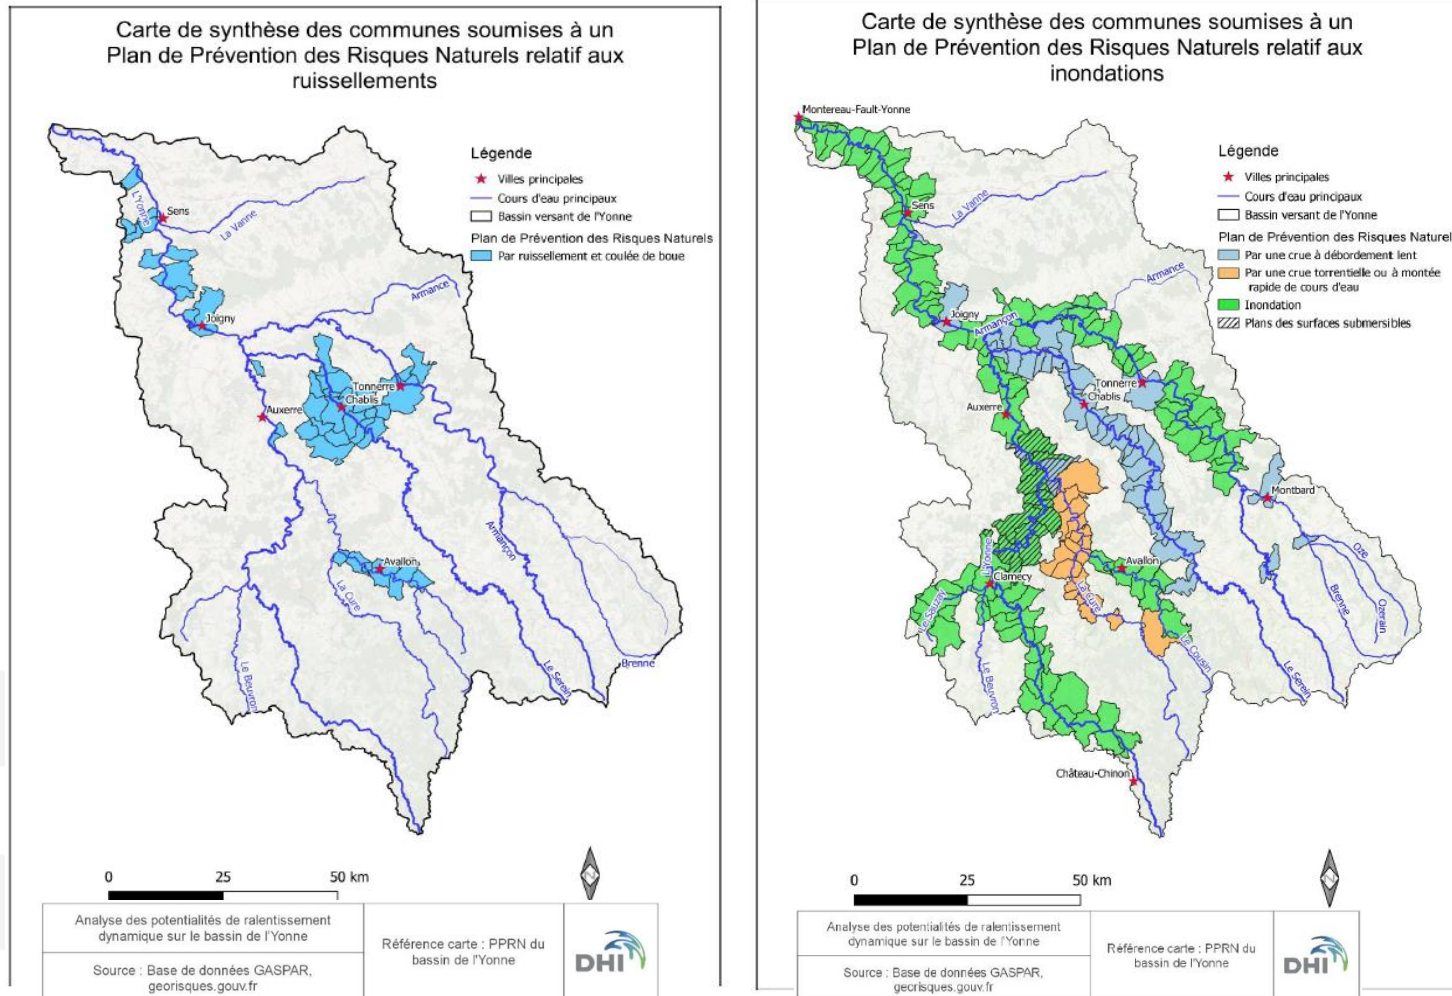 Carte de synthèse des communes soumises à un
Plan de Prévention des Risques Naturels relatif aux
ruissellements
Légende
Villes principales
Cours d'eau principaux
Bassin versant de l'Yonne
Plan de Prévention des Risques Naturels
Par ruissellement et coulée de boue
L'Yonne
Sens
La Vanne
Armance
Joigny
Tonnerre
Chablis
Auxerre
Armançon
Avallon
La Cure
Brenne
Le Serein
Le Beuvron
0 25 50 km
N
Analyse des potentialités de ralentissement
dynamique sur le bassin de l'Yonne
Source : Base de données GASPAR,
georisques.gouv.fr
Référence carte : PPRN du
bassin de l'Yonne
DHI
Carte de synthèse des communes soumises à un
Plan de Prévention des Risques Naturels relatif aux
inondations
Montereau-Fault-Yonne
Légende
Villes principales
Cours d'eau principaux
Bassin versant de l'Yonne
Plan de Prévention des Risques Naturel
Par une crue à débordement lent
Par une crue torrentielle ou à montée
rapide de cours d'eau
Inondation
Plans des surfaces submersibles
Sens
La Vanne
Armance
Joigny
Armançon
Tonnerre
Chablis
Auxerre
Montbard
L'Yonne
Avallon
Oze
Clamecy
La Cure
Brenne
Ozerain
Le Sauzay
Le Cousin
Le Beuvron
Le Serein
Château-Chinon
0 25 50 km
N
Analyse des potentialités de ralentissement
dynamique sur le bassin de l'Yonne
Source : Base de données GASPAR,
georisques.gouv.fr
Référence carte : PPRN du
bassin de l'Yonne
DHI